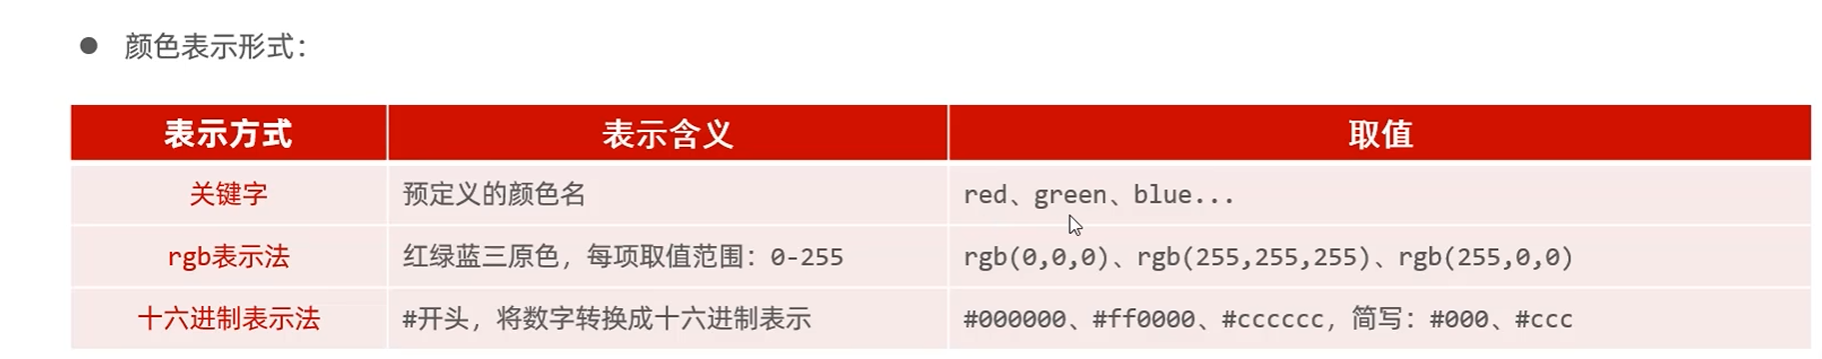 ● 颜色表示形式：
表示方式 表示含义 取值
关键字 预定义的颜色名 red、green、blue...
rgb表示法 红绿蓝三原色，每项取值范围：0-255 rgb(0,0,0)、rgb(255,255,255)、rgb(255,0,0)
十六进制表示法 #开头，将数字转换成十六进制表示 #000000、#ff0000、#cccccc，简写：#000、#ccc